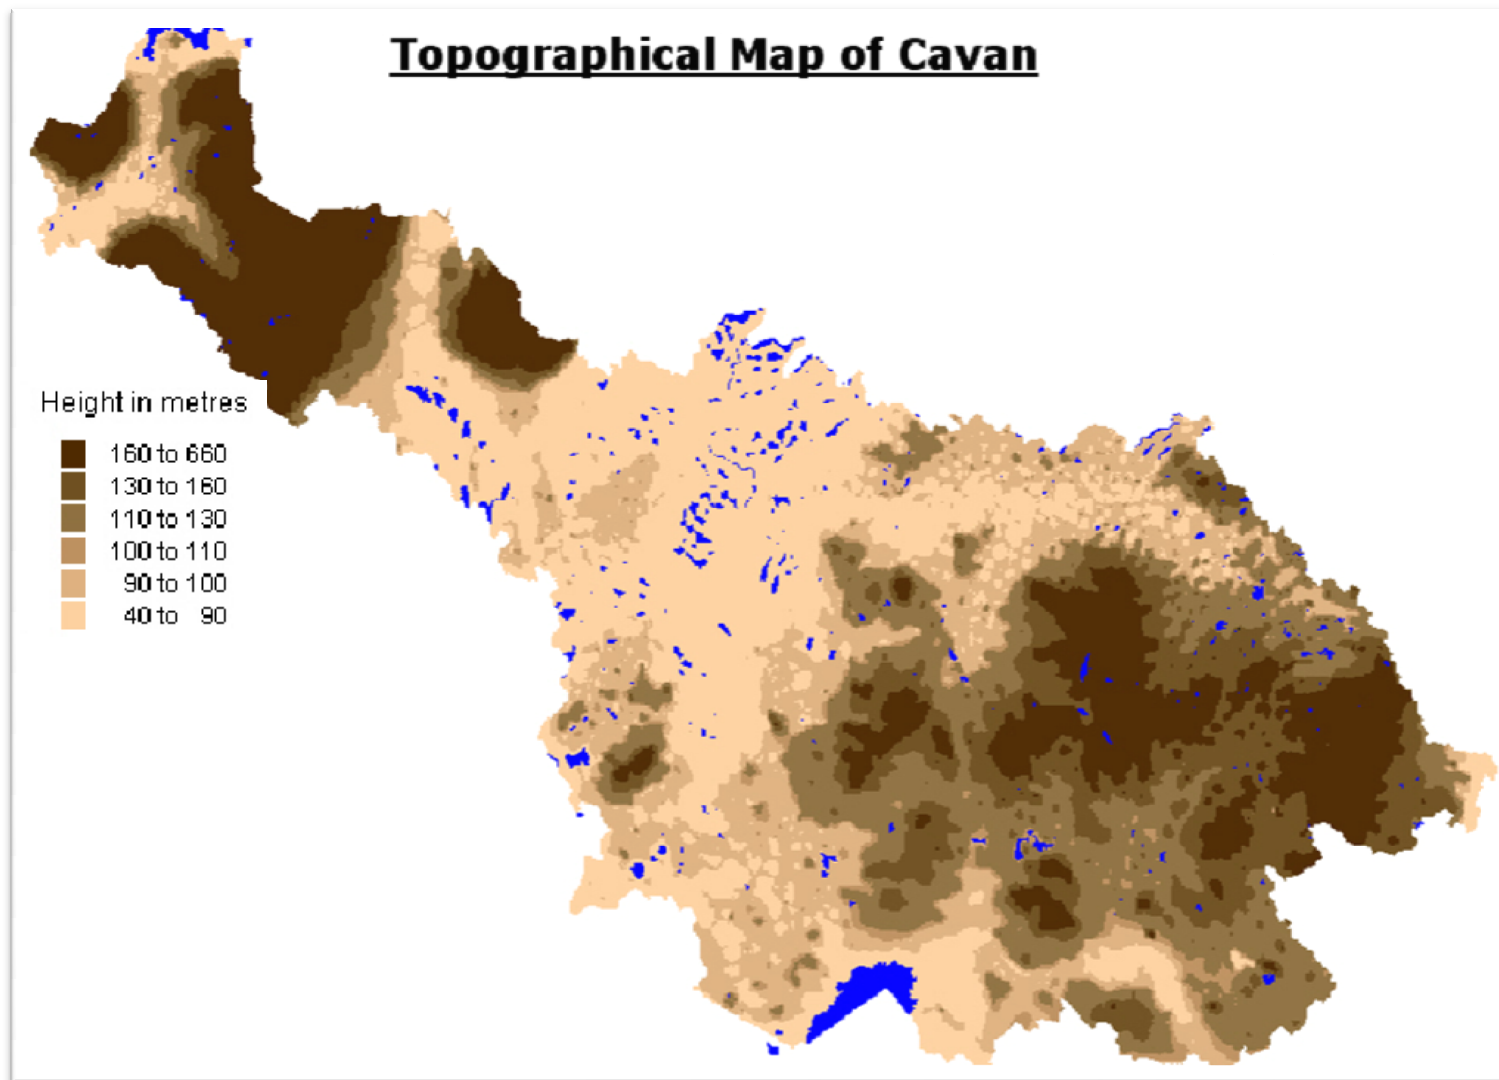 Topographical Map of Cavan
Height in metres
160 to 660
130 to 160
110 to 130
100 to 110
90 to 100
40 to 90